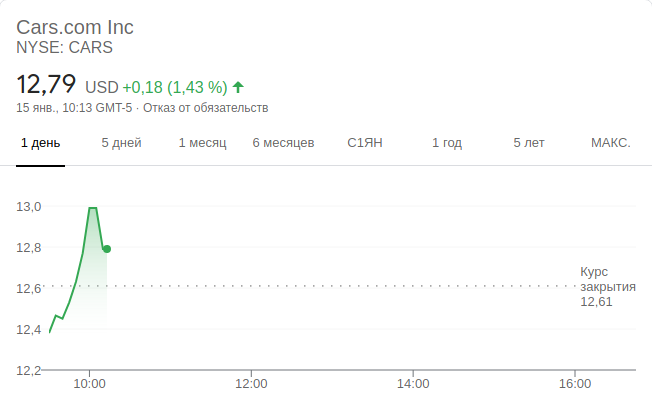 Cars.com Inc
NYSE: CARS
12,79 USD +0,18 (1,43 %)
15 янв., 10:13 GMT-5 · Отказ от обязательств
1 день 5 дней 1 месяц 6 месяцев С1ЯН 1 год 5 лет МАКС.
13,0
12,8
Курс
12,6 закрытия
12,61
12,4
12,2
10:00 12:00 14:00 16:00